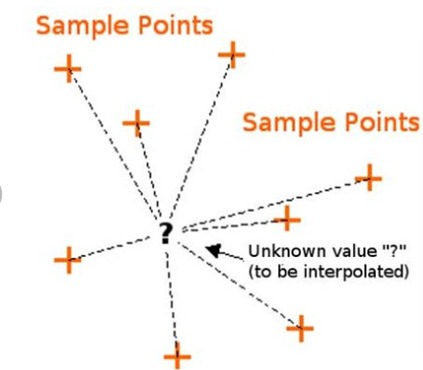 Sample Points
Sample Points
?
Unknown value "?"
(to be interpolated)